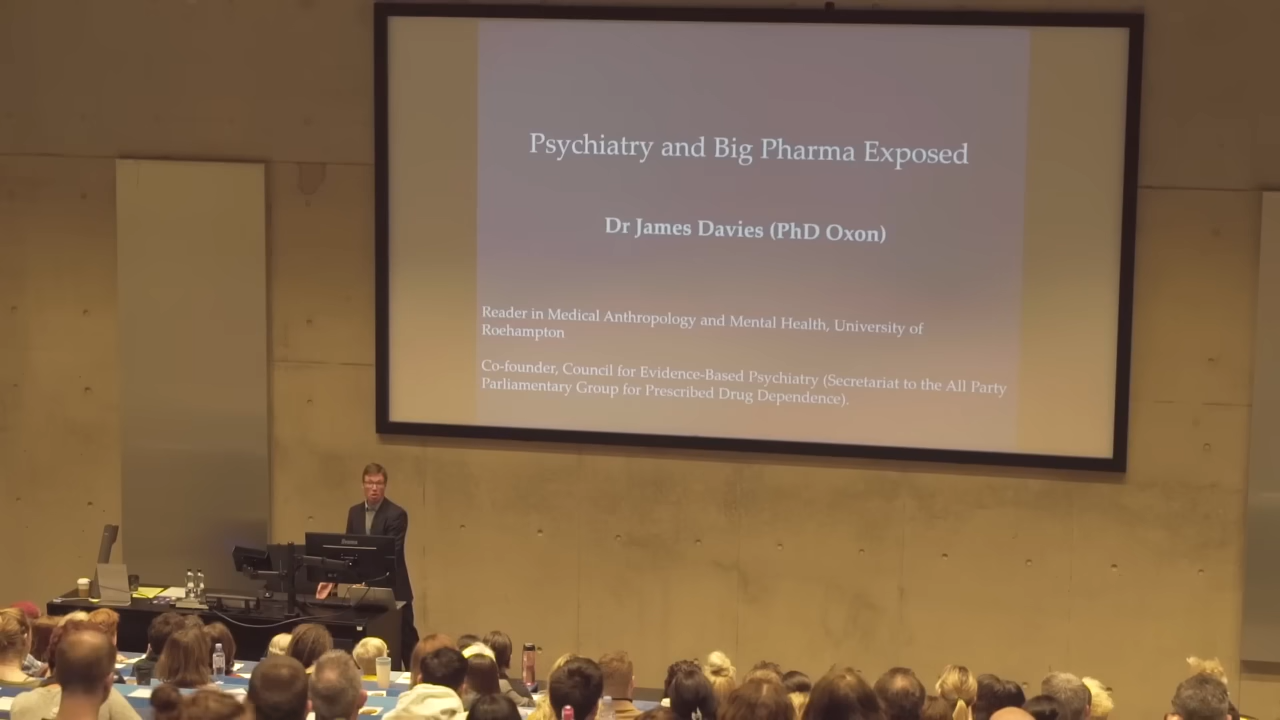 Psychiatry and Big Pharma Exposed
Dr James Davies (PhD Oxon)
Reader in Medical Anthropology and Mental Health, University of
Roehampton
Co-founder, Council for Evidence-Based Psychiatry (Secretariat to the All Party
Parliamentary Group for Prescribed Drug Dependence).